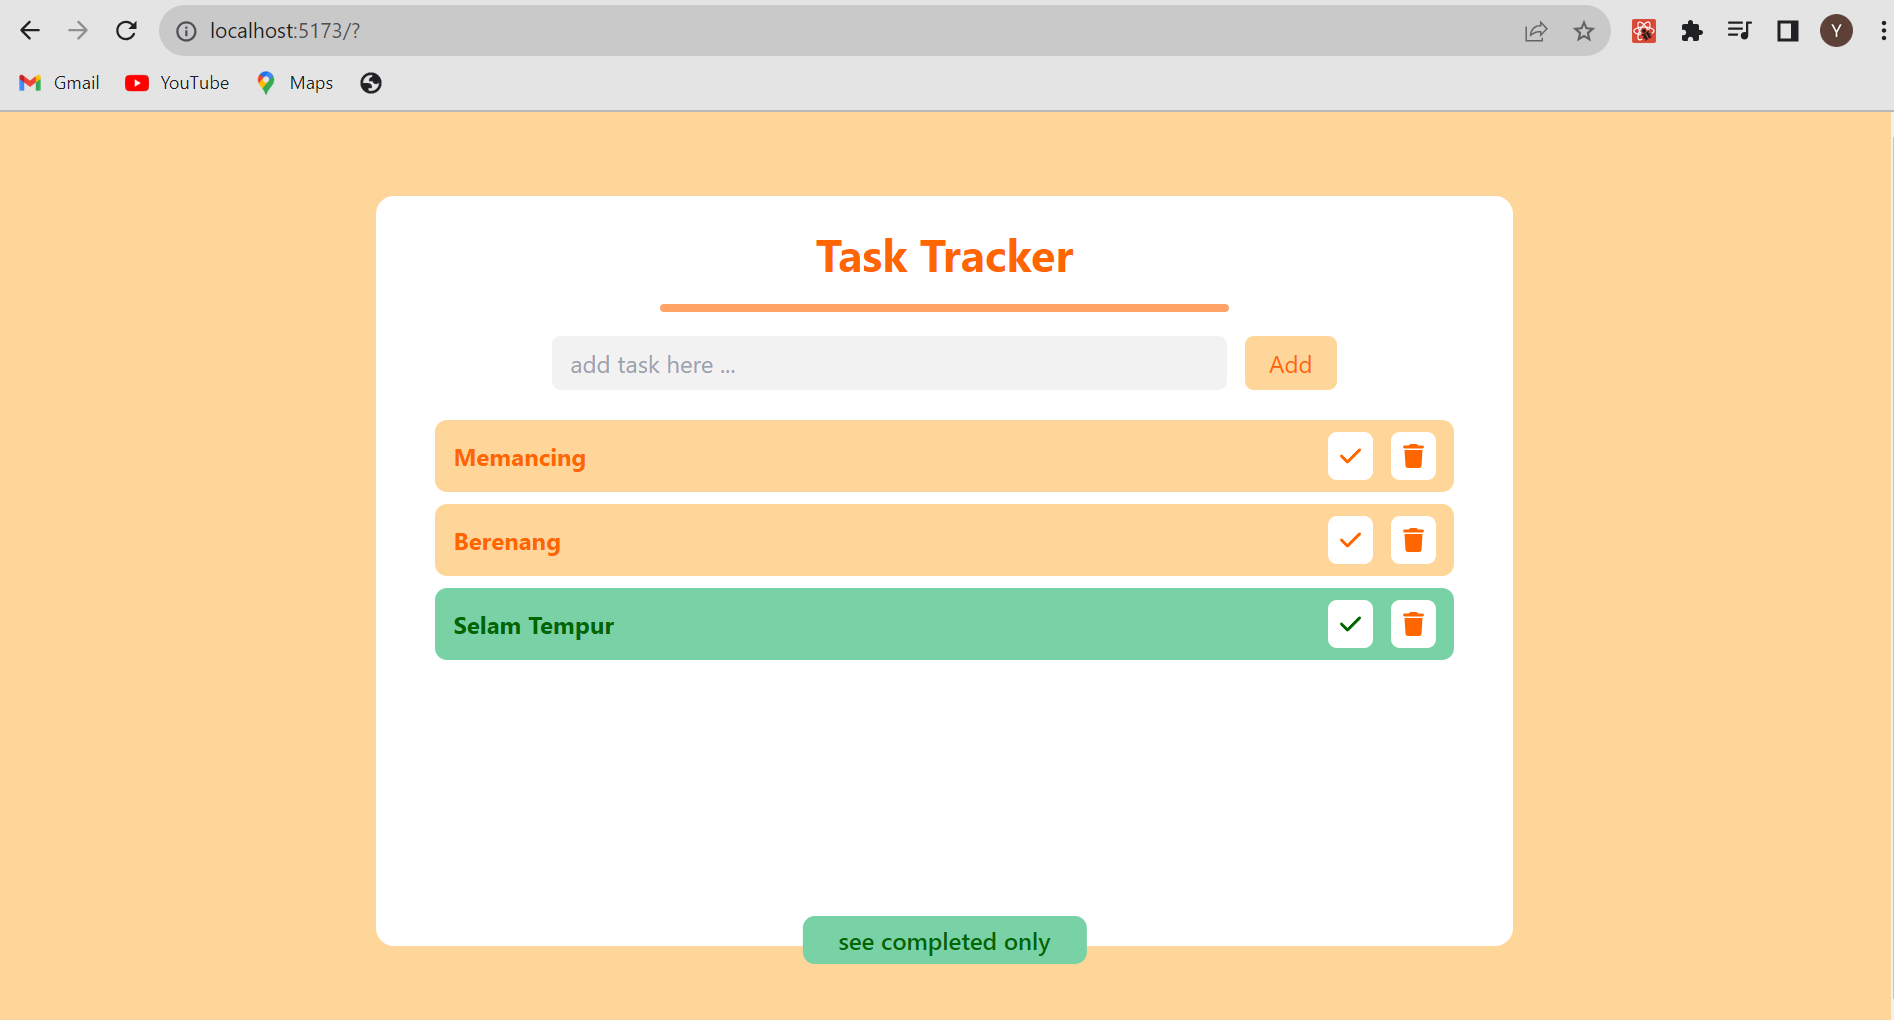 localhost:5173/?
Y
Gmail YouTube Maps
Task Tracker
add task here ... Add
Memancing
Berenang
Selam Tempur
see completed only